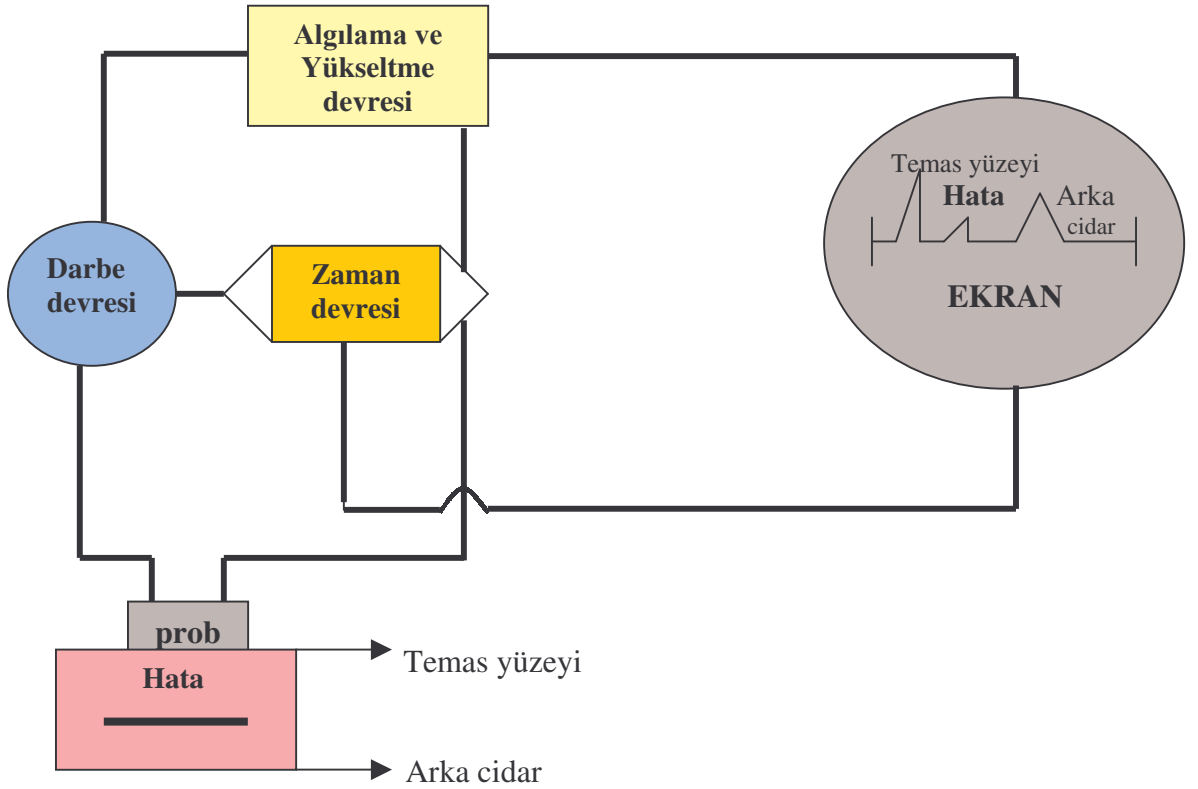 Algılama ve
Yükseltme
devresi
Temas yüzeyi
Hata
Arka
cidar
EKRAN
Darbe
devresi
Zaman
devresi
prob
Hata
Temas yüzeyi
Arka cidar